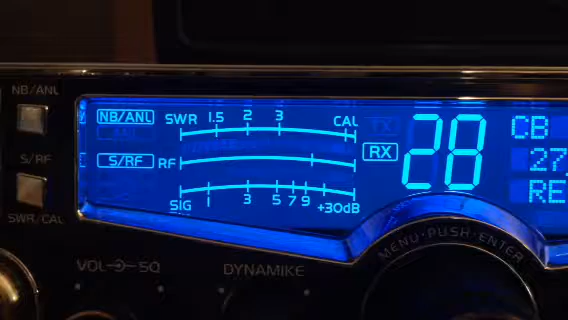 NB/ANL
S/RF
SWR/CAL
NB/ANL
SWR 1.5 2 3 CAL
S/RF
RF
SIG 1 3 5 7 9 +30dB
TX
RX
28
CB
27
RE
MENU·PUSH·ENTER
VOL SQ
DYNAMIKE